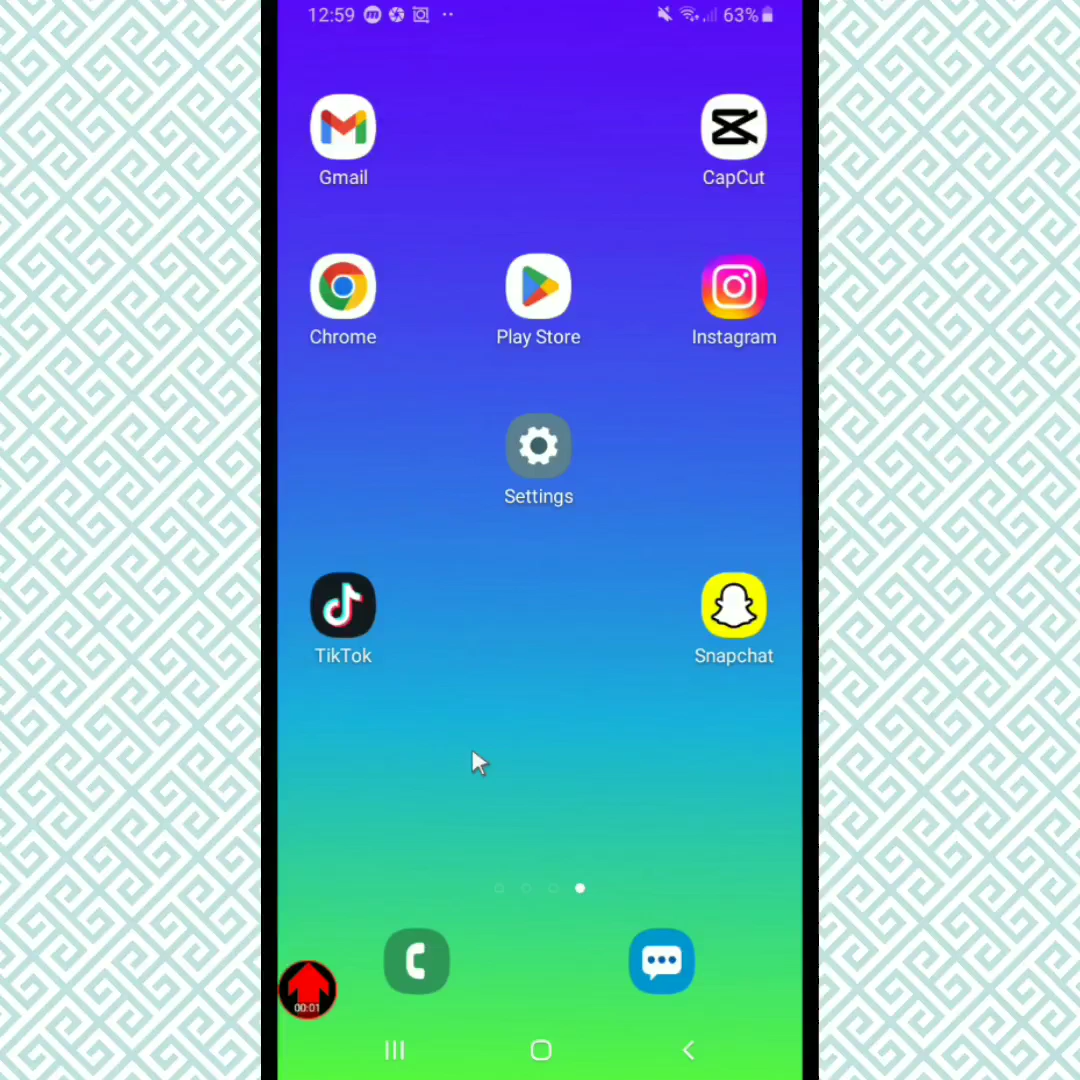 12:59
63%
Gmail
CapCut
Chrome
Play Store
Instagram
Settings
TikTok
Snapchat
00:01